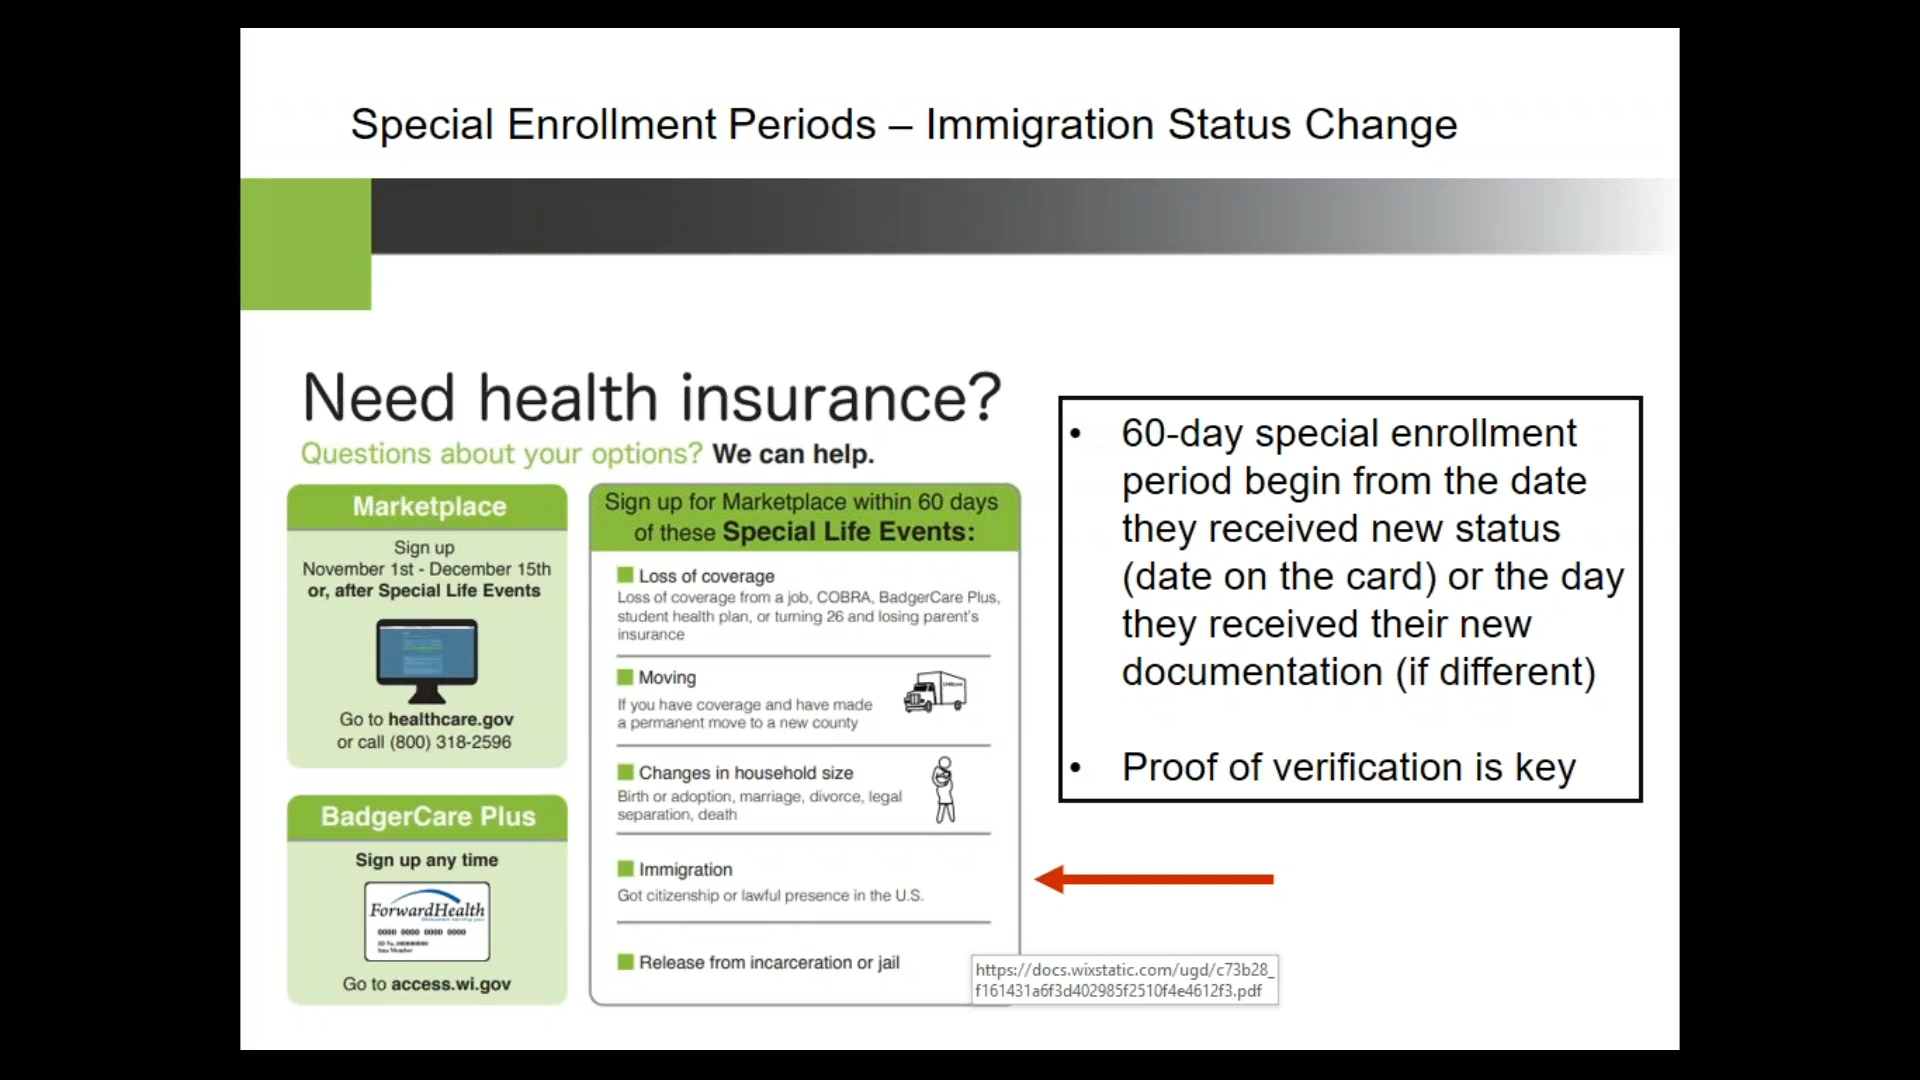 Special Enrollment Periods – Immigration Status Change
Need health insurance?
Questions about your options? We can help.
Marketplace
Sign up
November 1st - December 15th
or, after Special Life Events
Go to healthcare.gov
or call (800) 318-2596
BadgerCare Plus
Sign up any time
ForwardHealth
0000 0000 0000 0000
Go to access.wi.gov
Sign up for Marketplace within 60 days
of these Special Life Events:
Loss of coverage
Loss of coverage from a job, COBRA, BadgerCare Plus,
student health plan, or turning 26 and losing parent's
insurance
Moving
If you have coverage and have made
a permanent move to a new county
Changes in household size
Birth or adoption, marriage, divorce, legal
separation, death
Immigration
Got citizenship or lawful presence in the U.S.
Release from incarceration or jail
• 60-day special enrollment
period begin from the date
they received new status
(date on the card) or the day
they received their new
documentation (if different)
• Proof of verification is key
https://docs.wixstatic.com/ugd/c73b28_
f161431a6f3d402985f2510f4e4612f3.pdf